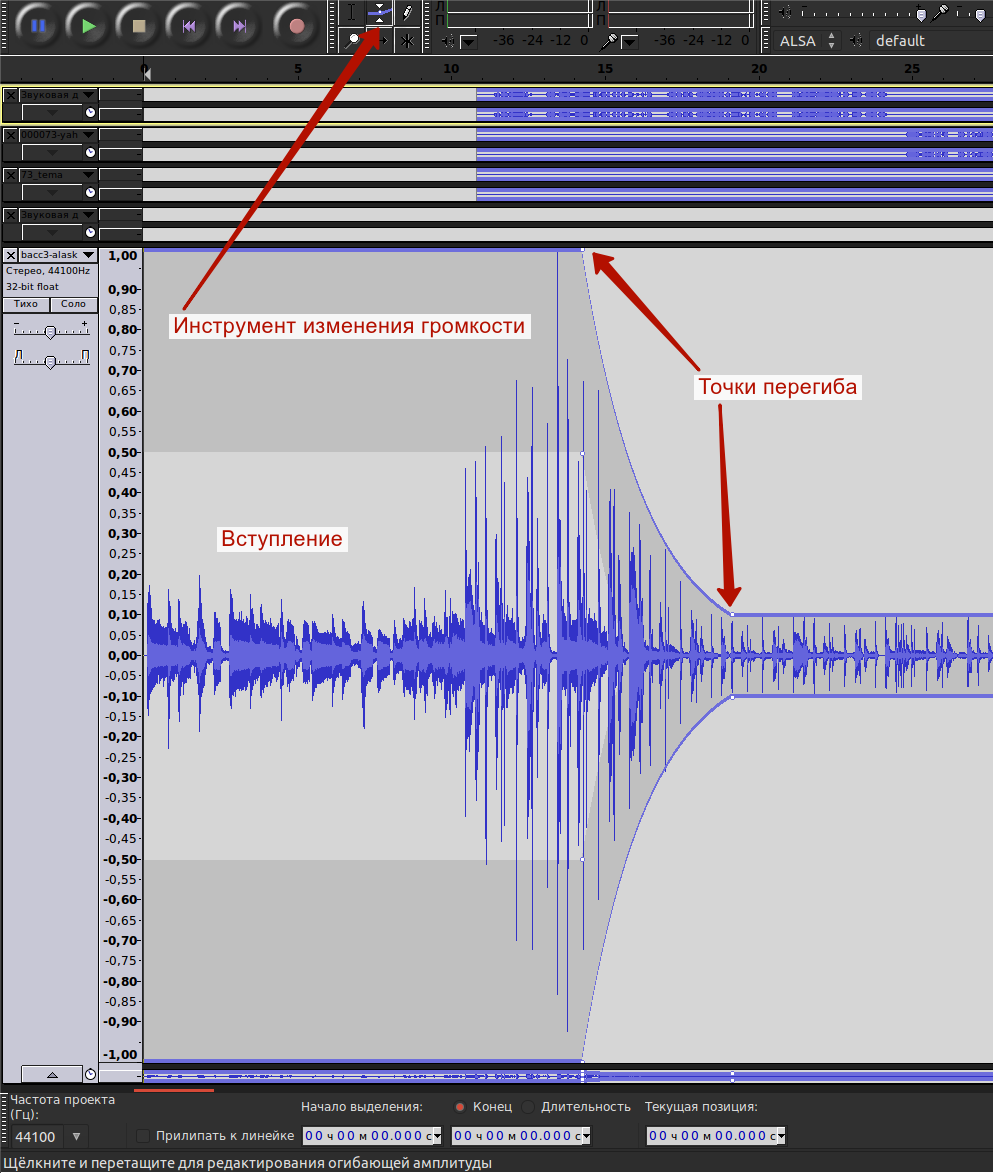 Л
П
-36 -24 -12 0
Л
П
-36 -24 -12 0
ALSA
default
0 5 10 15 20 25
Звуковая д
000073-yah
73_tema
Звуковая д
bacc3-alask
Стерео, 44100Hz
32-bit float
Тихо Соло
- +
Л П
1,00
0,90
0,85
0,80
0,75
0,70
0,65
0,60
0,55
0,50
0,45
0,40
0,35
0,30
0,25
0,20
0,15
0,10
0,05
0,00
-0,05
-0,10
-0,15
-0,20
-0,25
-0,30
-0,35
-0,40
-0,45
-0,50
-0,55
-0,60
-0,65
-0,70
-0,75
-0,80
-0,85
-0,90
-1,00
Инструмент изменения громкости
Точки перегиба
Вступление
Частота проекта
(Гц):
44100
Прилипать к линейке
Начало выделения:
Конец
Длительность
Текущая позиция:
00 ч 00 м 00.000 с
00 ч 00 м 00.000 с
00 ч 00 м 00.000 с
Щёлкните и перетащите для редактирования огибающей амплитуды